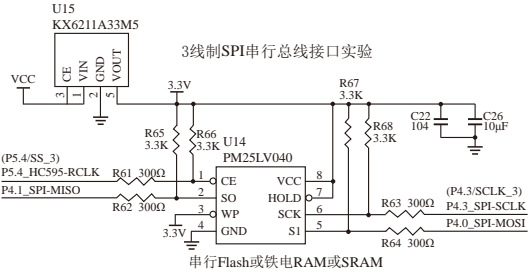 U15
KX6211A33M5
3线制SPI串行总线接口实验
VCC
CE
VIN
GND
VOUT
3
1
2
5
3.3V
R67
3.3K
R65
3.3K
R66
3.3K
U14
PM25LV040
R68
3.3K
C22
104
C26
10μF
(P5.4/SS_3)
P5.4_HC595-RCLK
R61 300Ω
1
CE
VCC
8
P4.1_SPI-MISO
R62 300Ω
2
SO
HOLD
7
3
WP
SCK
6
R63 300Ω
(P4.3/SCLK_3)
P4.3_SPI-SCLK
3.3V
4
GND
S1
5
R64 300Ω
P4.0_SPI-MOSI
串行Flash或铁电RAM或SRAM